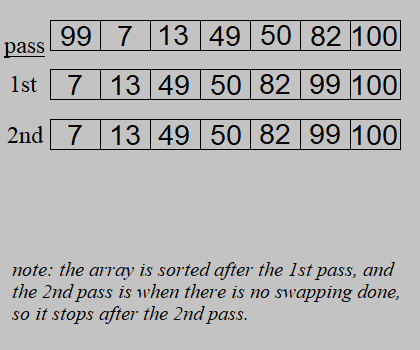 pass 99 7 13 49 50 82 100
1st 7 13 49 50 82 99 100
2nd 7 13 49 50 82 99 100
note: the array is sorted after the 1st pass, and
the 2nd pass is when there is no swapping done,
so it stops after the 2nd pass.